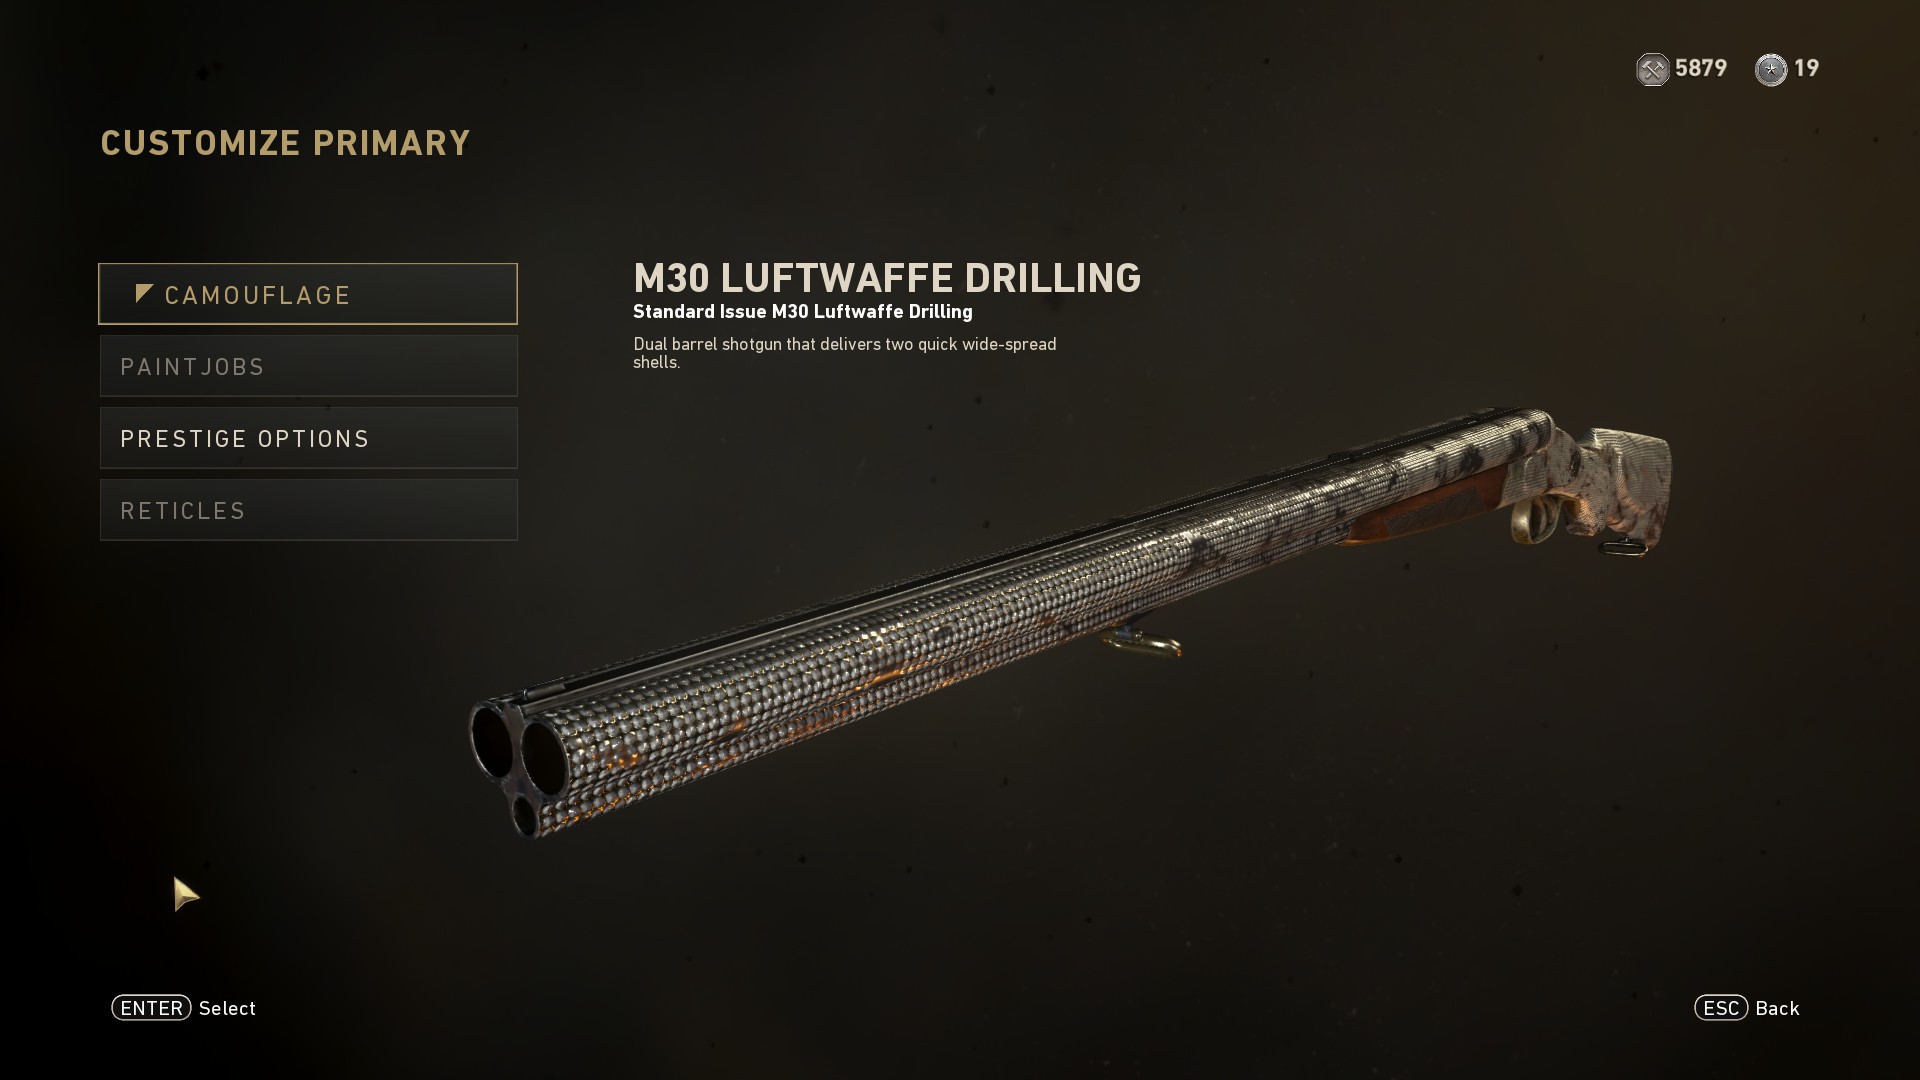 5879 19
CUSTOMIZE PRIMARY
CAMOUFLAGE
PAINTJOBS
PRESTIGE OPTIONS
RETICLES
M30 LUFTWAFFE DRILLING
Standard Issue M30 Luftwaffe Drilling
Dual barrel shotgun that delivers two quick wide-spread
shells.
ENTER Select
ESC Back